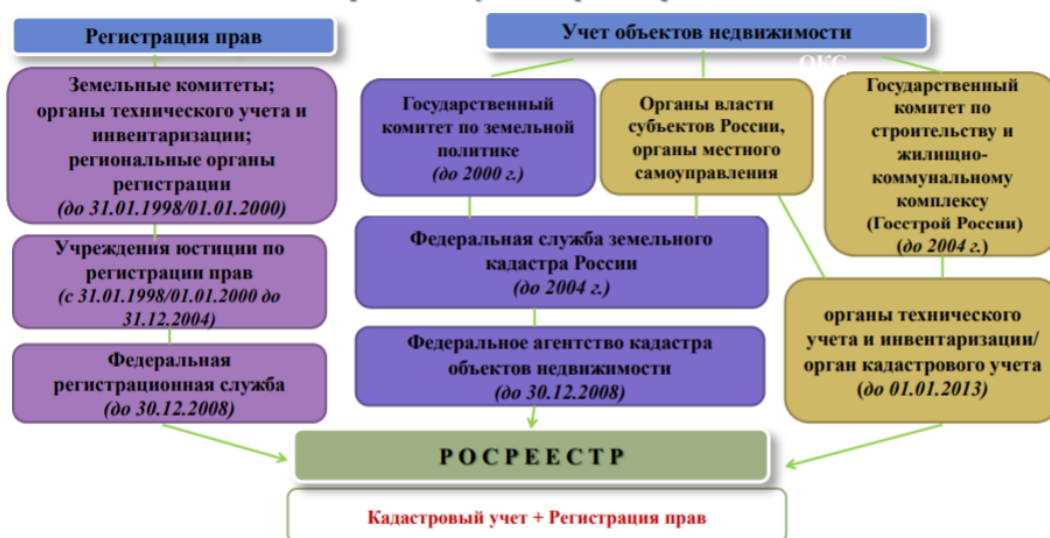 Регистрация прав
Учет объектов недвижимости
ОКС
Земельные комитеты;
органы технического учета и
инвентаризации;
региональные органы
регистрации
(до 31.01.1998/01.01.2000)
Учреждения юстиции по
регистрации прав
(с 31.01.1998/01.01.2000 до
31.12.2004)
Федеральная
регистрационная служба
(до 30.12.2008)
Государственный
комитет по земельной
политике
(до 2000 г.)
Органы власти
субъектов России,
органы местного
самоуправления
Государственный
комитет по
строительству и
жилищно-
коммунальному
комплексу
(Госстрой России)
(до 2004 г.)
Федеральная служба земельного
кадастра России
(до 2004 г.)
Федеральное агентство кадастра
объектов недвижимости
(до 30.12.2008)
органы технического
учета и инвентаризации/
орган кадастрового учета
(до 01.01.2013)
РОСРЕЕСТР
Кадастровый учет + Регистрация прав